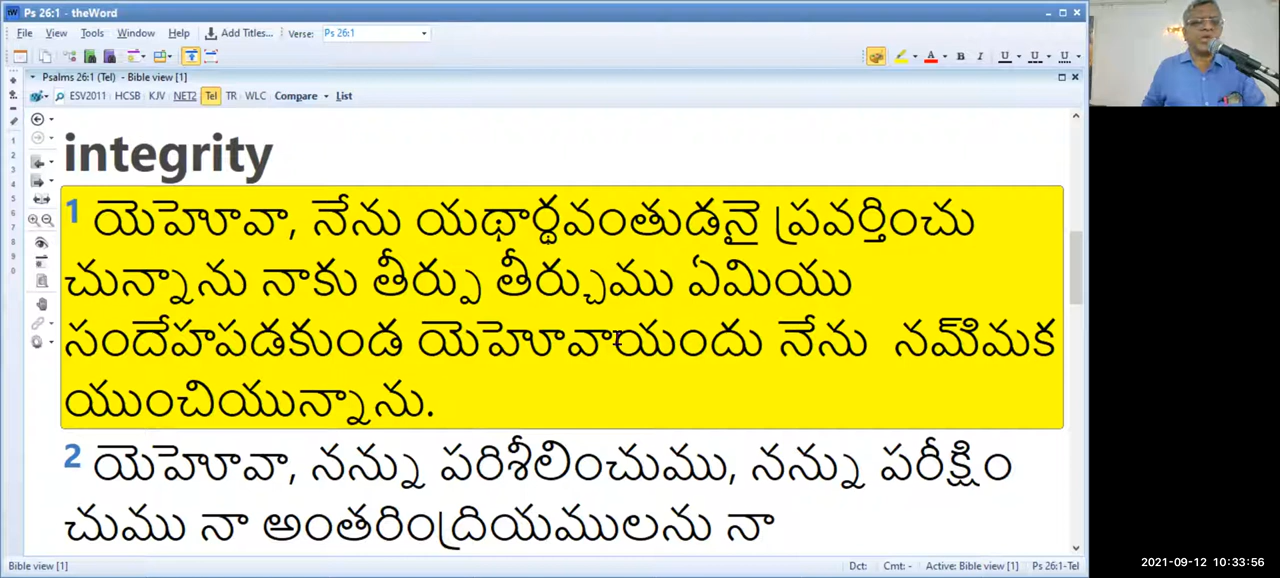 Ps 26:1 - theWord
File View Tools Window Help Add Titles... Verse: Ps 26:1
B I U U U
Psalms 26:1 (Tel) - Bible view [1]
ESV2011 HCSB KJV NET2 Tel TR WLC Compare List
integrity
1 యెహోవా, నేను యథార్థవంతుడనై ప్రవర్తించు
చున్నాను నాకు తీర్పు తీర్చుము ఏమియు
సందేహపడకుండ యెహోవాయందు నేను నమ్మిమక
యుంచియున్నాను.
2 యెహోవా, నన్ను పరిశీలించుము, నన్ను పరీక్షిం
చుము నా అంతరింద్రియములను నా
Bible view [1] Dct: Cmt: - Active: Bible view [1] Ps 26:1-Tel
2021-09-12 10:33:56